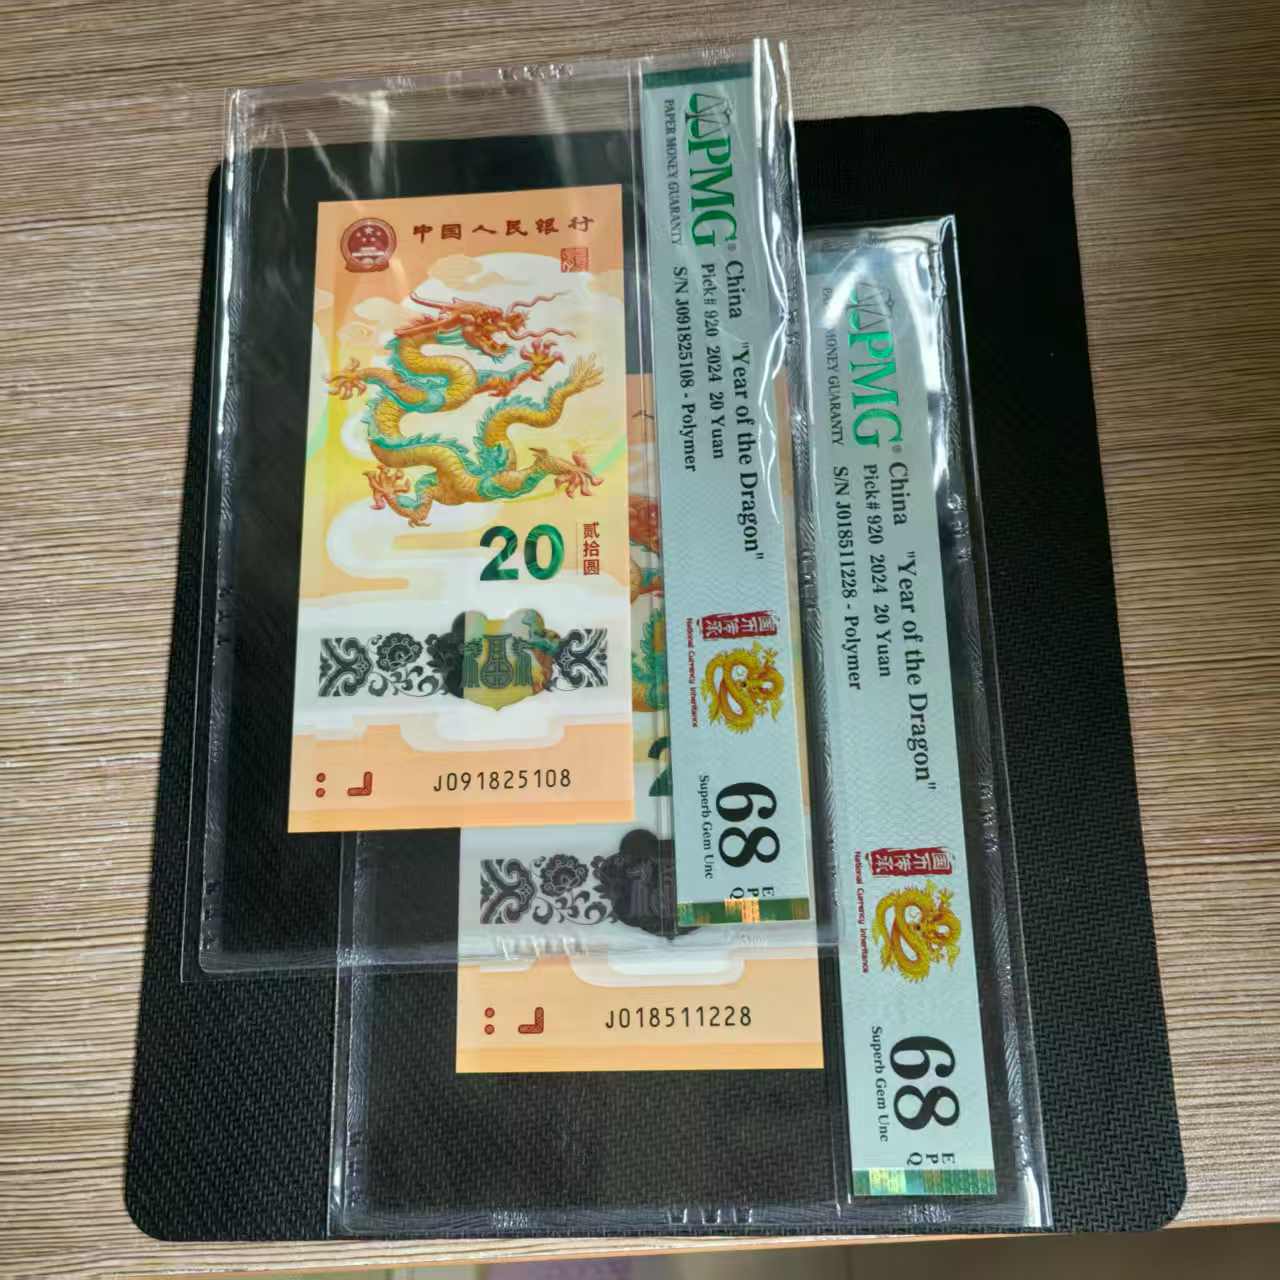 中国人民银行
20
贰拾圆
J091825108
PMG
PAPER MONEY GUARANTY
China "Year of the Dragon"
Pick# 920 2024 20 Yuan
S/N J091825108 - Polymer
国币传承
National Currency Inheritance
68
EPQ
Superb Gem Unc
J018511228
PMG
MONEY GUARANTY
China "Year of the Dragon"
Pick# 920 2024 20 Yuan
S/N J018511228 - Polymer
国币传承
National Currency Inheritance
68
EPQ
Superb Gem Unc